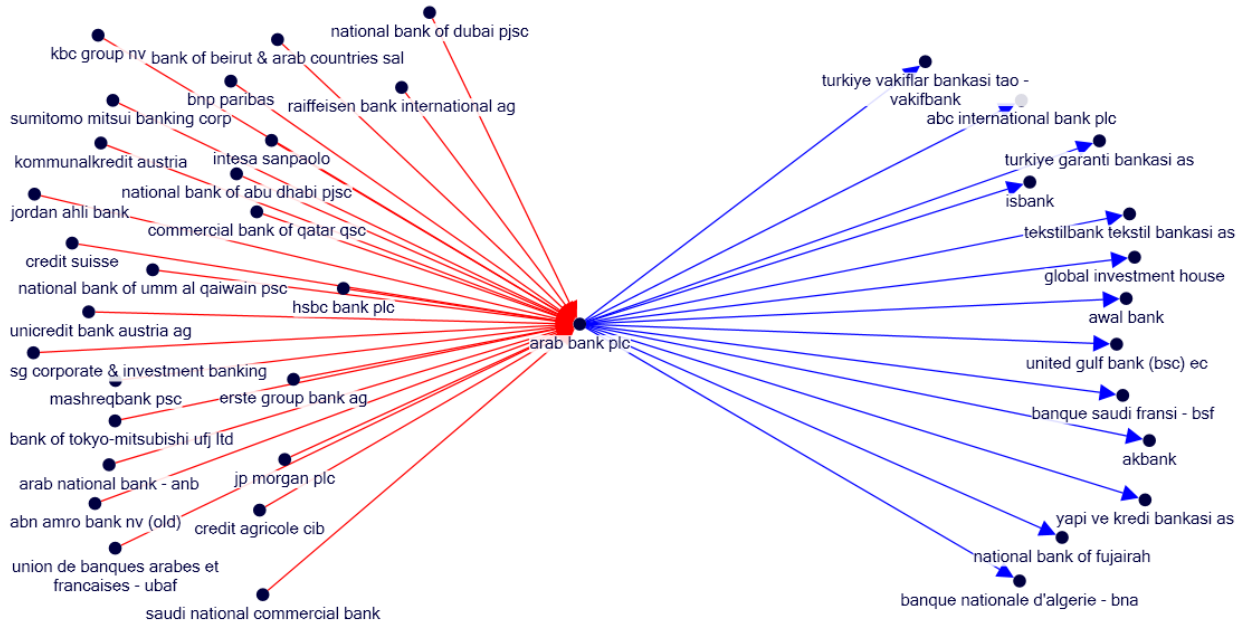 national bank of dubai pjsc
kbc group nv
bank of beirut & arab countries sal
bnp paribas
raiffeisen bank international ag
sumitomo mitsui banking corp
kommunalkredit austria
intesa sanpaolo
national bank of abu dhabi pjsc
jordan ahli bank
commercial bank of qatar qsc
credit suisse
national bank of umm al qaiwain psc
hsbc bank plc
unicredit bank austria ag
arab bank plc
sg corporate & investment banking
mashreqbank psc
erste group bank ag
bank of tokyo-mitsubishi ufj ltd
arab national bank - anb
jp morgan plc
abn amro bank nv (old)
credit agricole cib
union de banques arabes et
francaises - ubaf
saudi national commercial bank
turkiye vakiflar bankasi tao -
vakifbank
abc international bank plc
turkiye garanti bankasi as
isbank
tekstilbank tekstil bankasi as
global investment house
awal bank
united gulf bank (bsc) ec
banque saudi fransi - bsf
akbank
yapi ve kredi bankasi as
national bank of fujairah
banque nationale d'algerie - bna